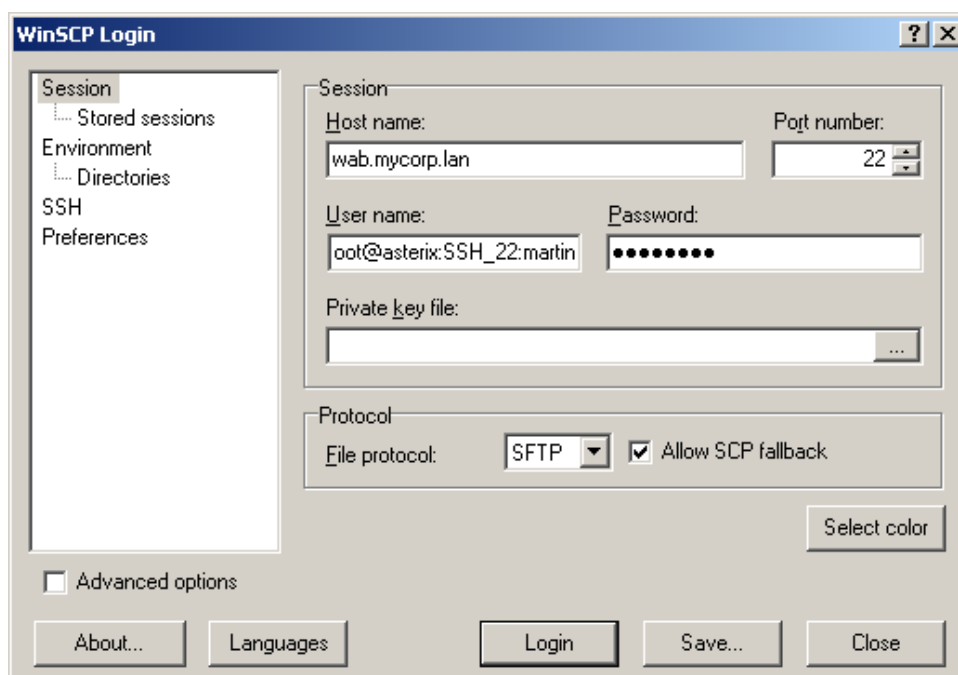 WinSCP Login
Session
Stored sessions
Environment
Directories
SSH
Preferences
Session
Host name:
Port number:
wab.mycorp.lan
22
User name:
Password:
oot@asterix:SSH_22:martin
●●●●●●●●
Private key file:
...
Protocol
File protocol:
SFTP
Allow SCP fallback
Select color
Advanced options
About...
Languages
Login
Save...
Close